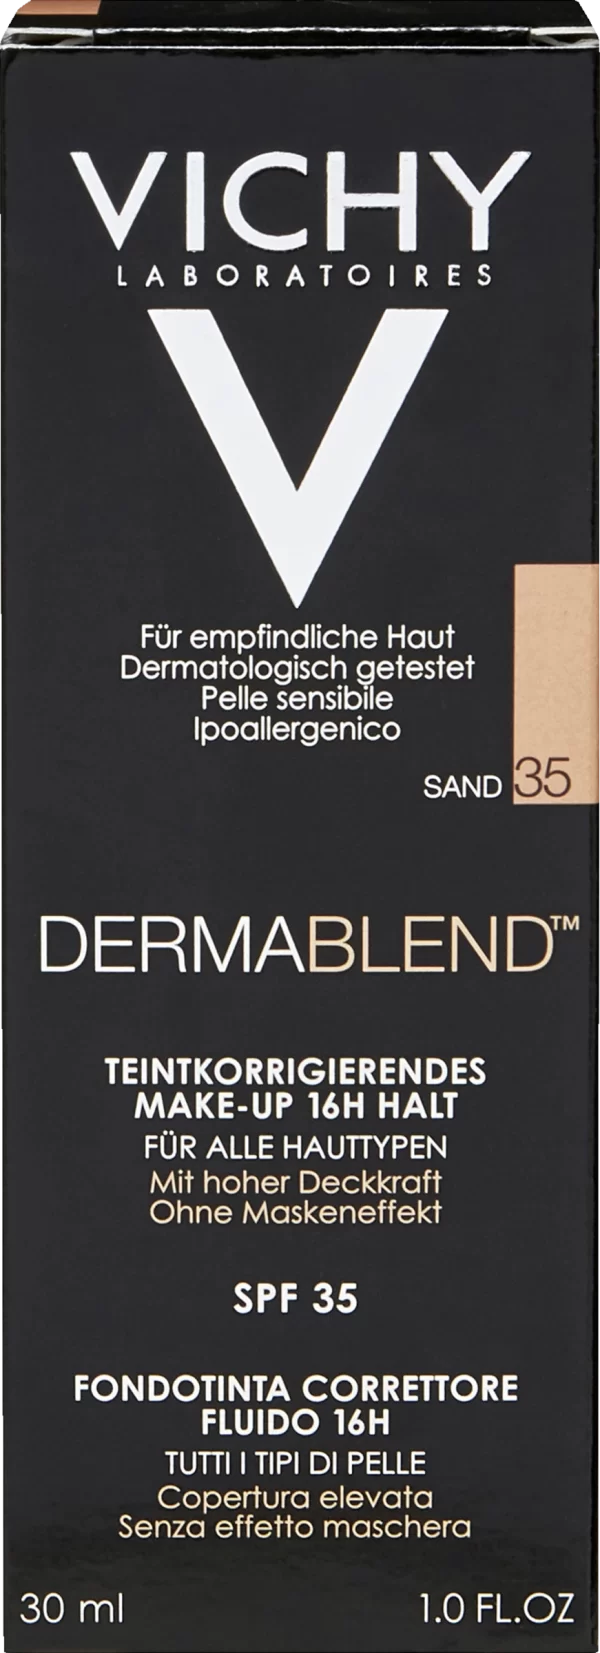 VICHY
LABORATOIRES
V
Für empfindliche Haut
Dermatologisch getestet
Pelle sensibile
Ipoallergenico
SAND 35
DERMABLEND™
TEINTKORRIGIERENDES
MAKE-UP 16H HALT
FÜR ALLE HAUTTYPEN
Mit hoher Deckkraft
Ohne Maskeneffekt
SPF 35
FONDOTINTA CORRETTORE
FLUIDO 16H
TUTTI I TIPI DI PELLE
Copertura elevata
Senza effetto maschera
30 ml 1.0 FL.OZ